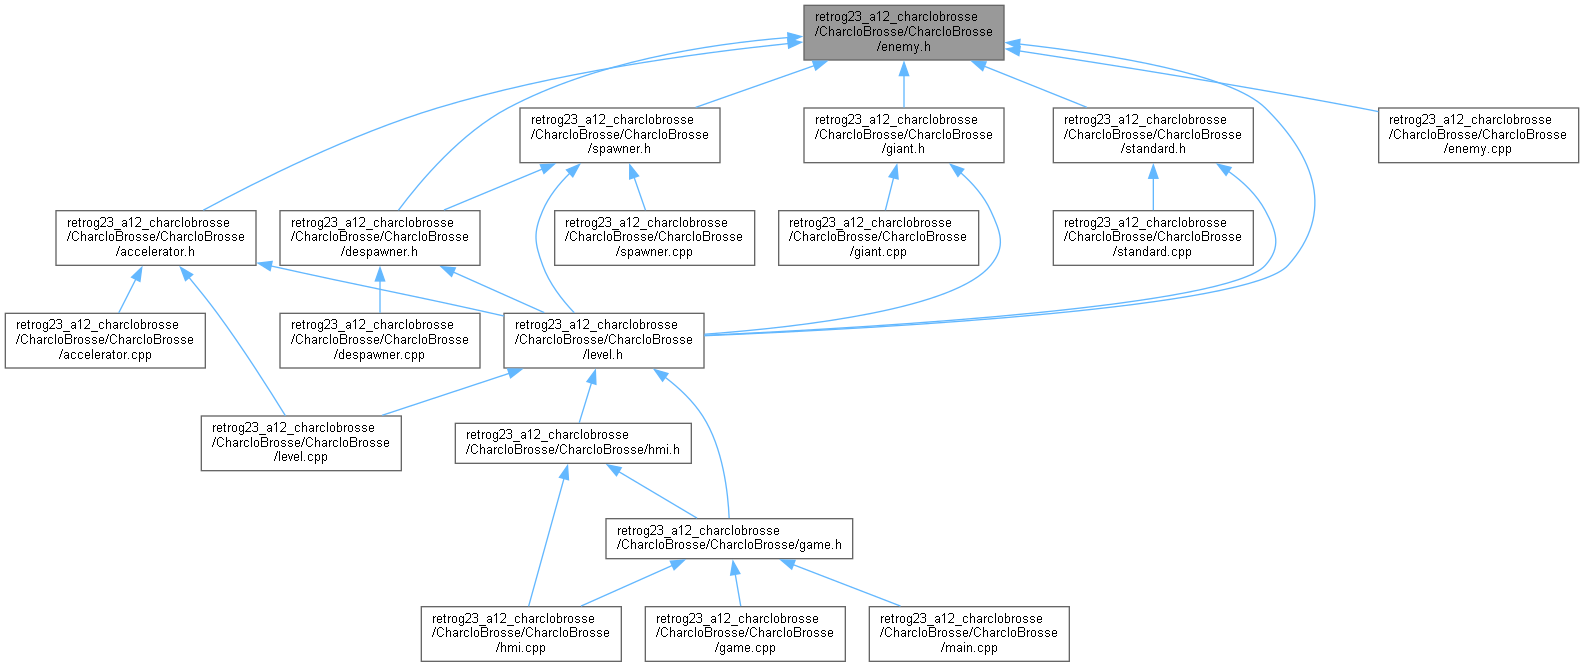 retrog23_a12_charclobrosse
/CharcloBrosse/CharcloBrosse
/enemy.h
retrog23_a12_charclobrosse
/CharcloBrosse/CharcloBrosse
/spawner.h
retrog23_a12_charclobrosse
/CharcloBrosse/CharcloBrosse
/giant.h
retrog23_a12_charclobrosse
/CharcloBrosse/CharcloBrosse
/standard.h
retrog23_a12_charclobrosse
/CharcloBrosse/CharcloBrosse
/enemy.cpp
retrog23_a12_charclobrosse
/CharcloBrosse/CharcloBrosse
/accelerator.h
retrog23_a12_charclobrosse
/CharcloBrosse/CharcloBrosse
/despawner.h
retrog23_a12_charclobrosse
/CharcloBrosse/CharcloBrosse
/spawner.cpp
retrog23_a12_charclobrosse
/CharcloBrosse/CharcloBrosse
/giant.cpp
retrog23_a12_charclobrosse
/CharcloBrosse/CharcloBrosse
/standard.cpp
retrog23_a12_charclobrosse
/CharcloBrosse/CharcloBrosse
/accelerator.cpp
retrog23_a12_charclobrosse
/CharcloBrosse/CharcloBrosse
/despawner.cpp
retrog23_a12_charclobrosse
/CharcloBrosse/CharcloBrosse
/level.h
retrog23_a12_charclobrosse
/CharcloBrosse/CharcloBrosse
/level.cpp
retrog23_a12_charclobrosse
/CharcloBrosse/CharcloBrosse/hmi.h
retrog23_a12_charclobrosse
/CharcloBrosse/CharcloBrosse/game.h
retrog23_a12_charclobrosse
/CharcloBrosse/CharcloBrosse
/hmi.cpp
retrog23_a12_charclobrosse
/CharcloBrosse/CharcloBrosse
/game.cpp
retrog23_a12_charclobrosse
/CharcloBrosse/CharcloBrosse
/main.cpp